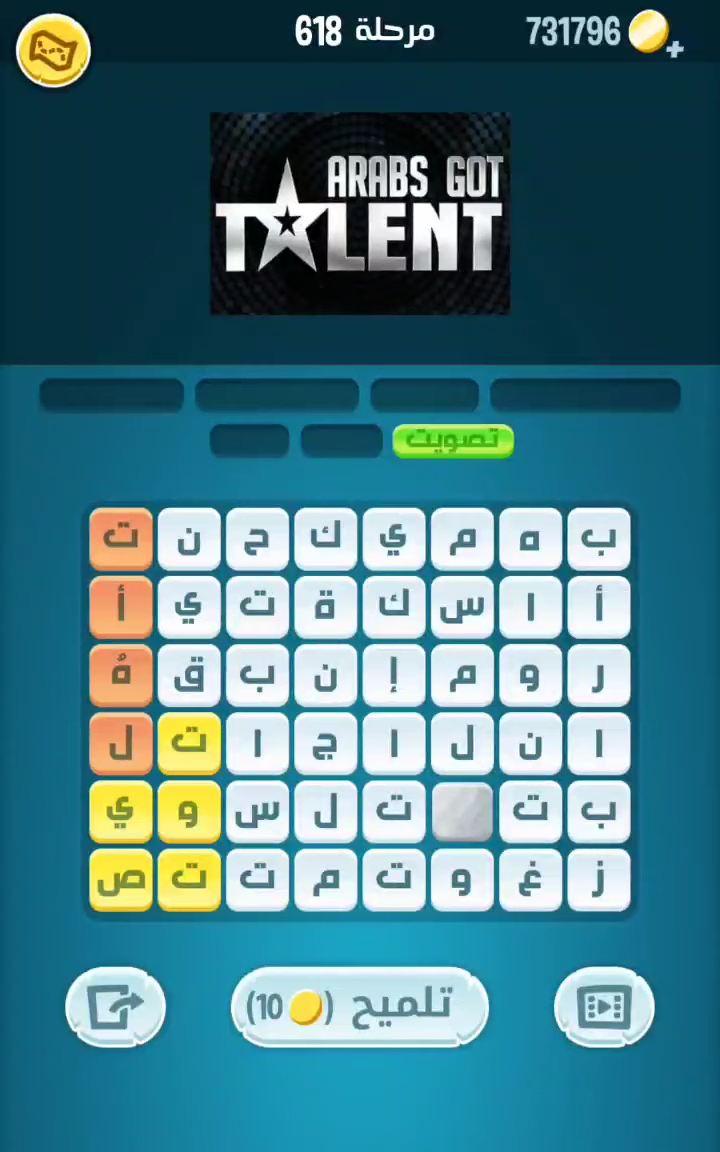 مرحلة 618
731796
ARABS GOT
TALENT
تصويت
ب ه م ي ك ح ن ت
أ ا س ك ة ت ي أ
ر و م إ ن ب ق هُ
ا ن ل ا ج ا ت ل
ب ت ت ل س و ي
ز غ و ت م ت ت ص
تلميح (10)